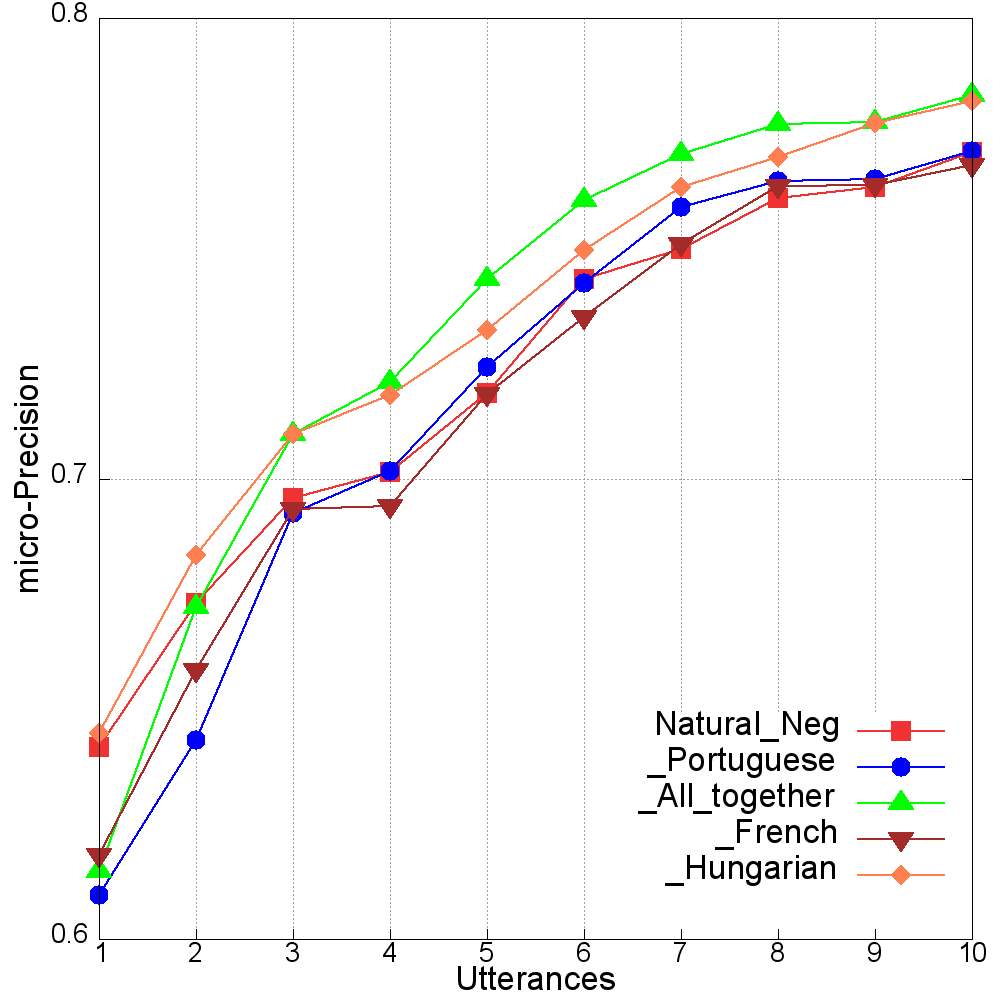 0.8
0.7
0.6
micro-Precision
Natural_Neg
_Portuguese
_All_together
_French
_Hungarian
1 2 3 4 5 6 7 8 9 10
Utterances